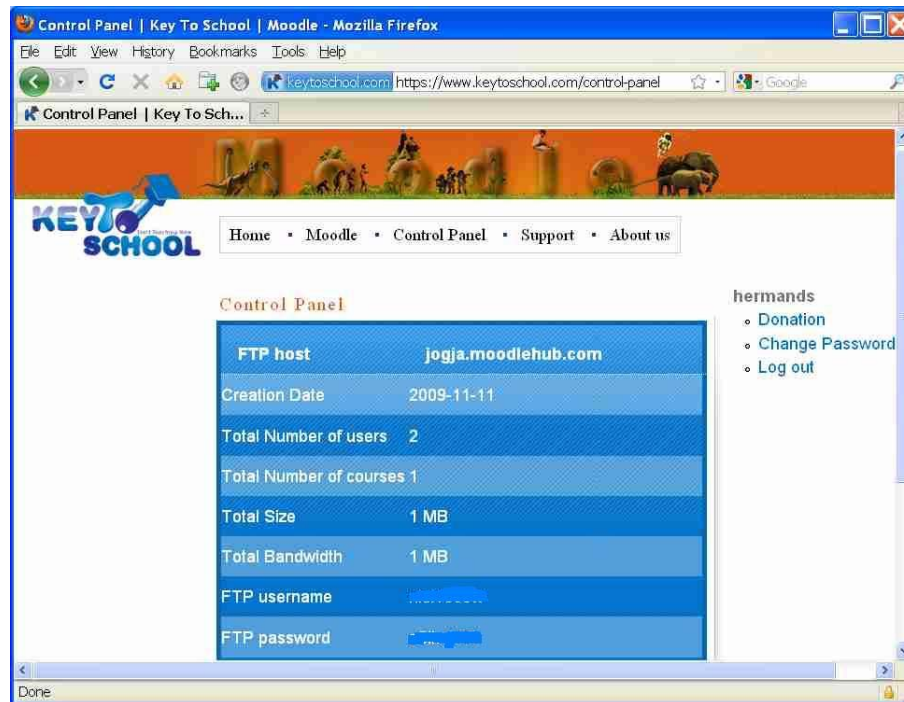 Control Panel | Key To School | Moodle - Mozilla Firefox
File Edit View History Bookmarks Tools Help
keytoschool.com https://www.keytoschool.com/control-panel Google
Control Panel | Key To Sch...
Moodle
KEY TO SCHOOL
Home Moodle Control Panel Support About us
Control Panel
hermands
Donation
Change Password
Log out
FTP host jogja.moodlehub.com
Creation Date 2009-11-11
Total Number of users 2
Total Number of courses 1
Total Size 1 MB
Total Bandwidth 1 MB
FTP username
FTP password
Done